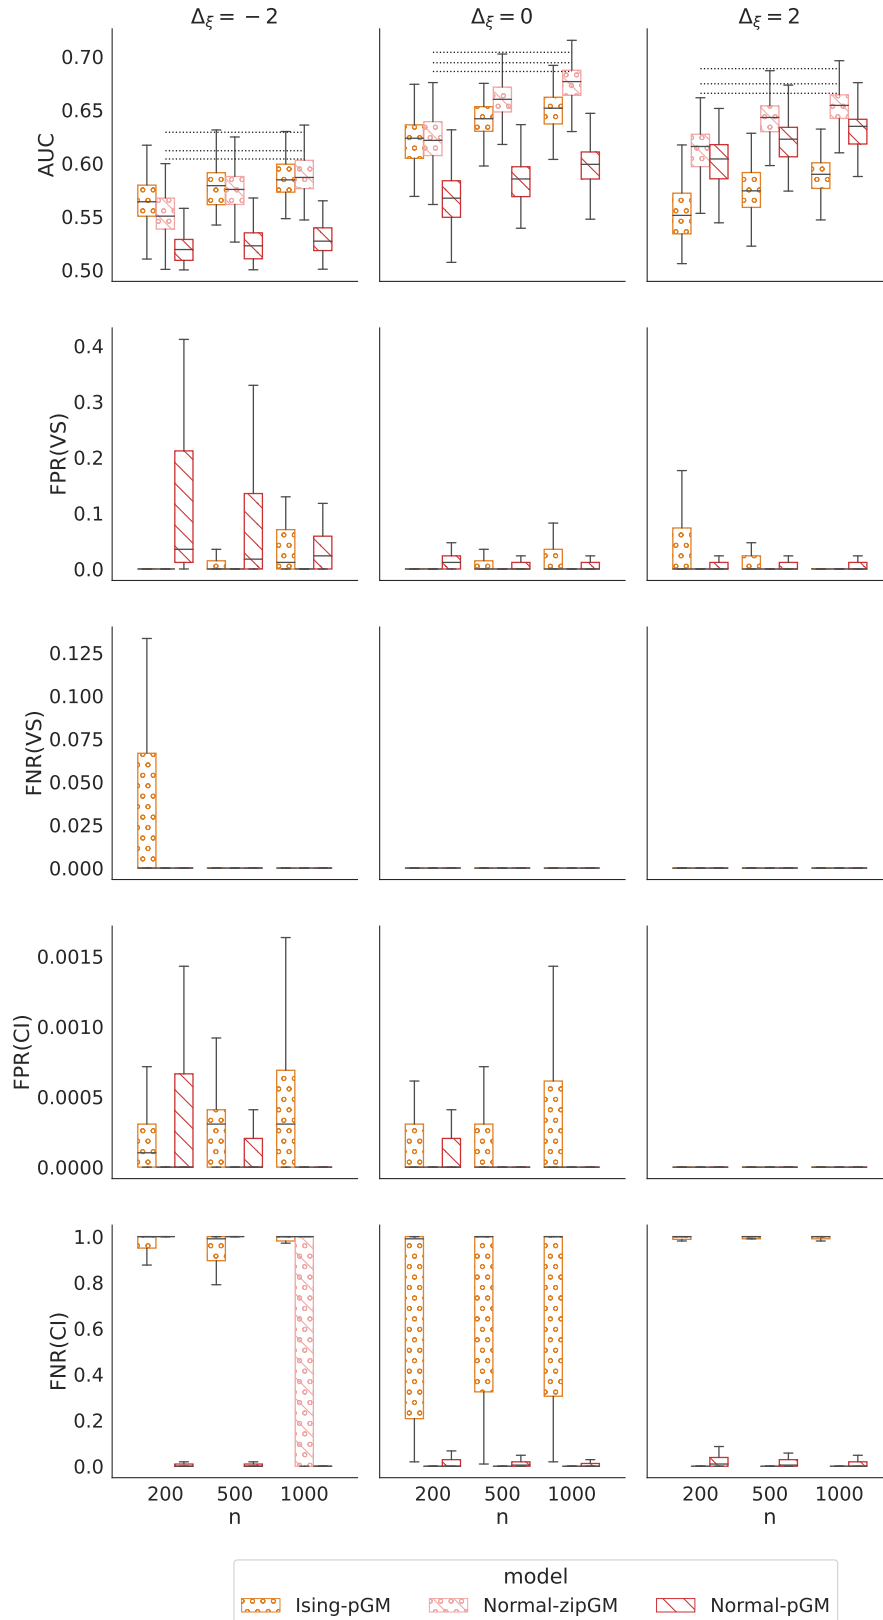 Δξ = −2 Δξ = 0 Δξ = 2
AUC
0.70
0.65
0.60
0.55
0.50
FPR(VS)
0.4
0.3
0.2
0.1
0.0
FNR(VS)
0.125
0.100
0.075
0.050
0.025
0.000
FPR(CI)
0.0015
0.0010
0.0005
0.0000
FNR(CI)
1.0
0.8
0.6
0.4
0.2
0.0
200 500 1000 200 500 1000 200 500 1000
n n n
model
Ising-pGM Normal-zipGM Normal-pGM